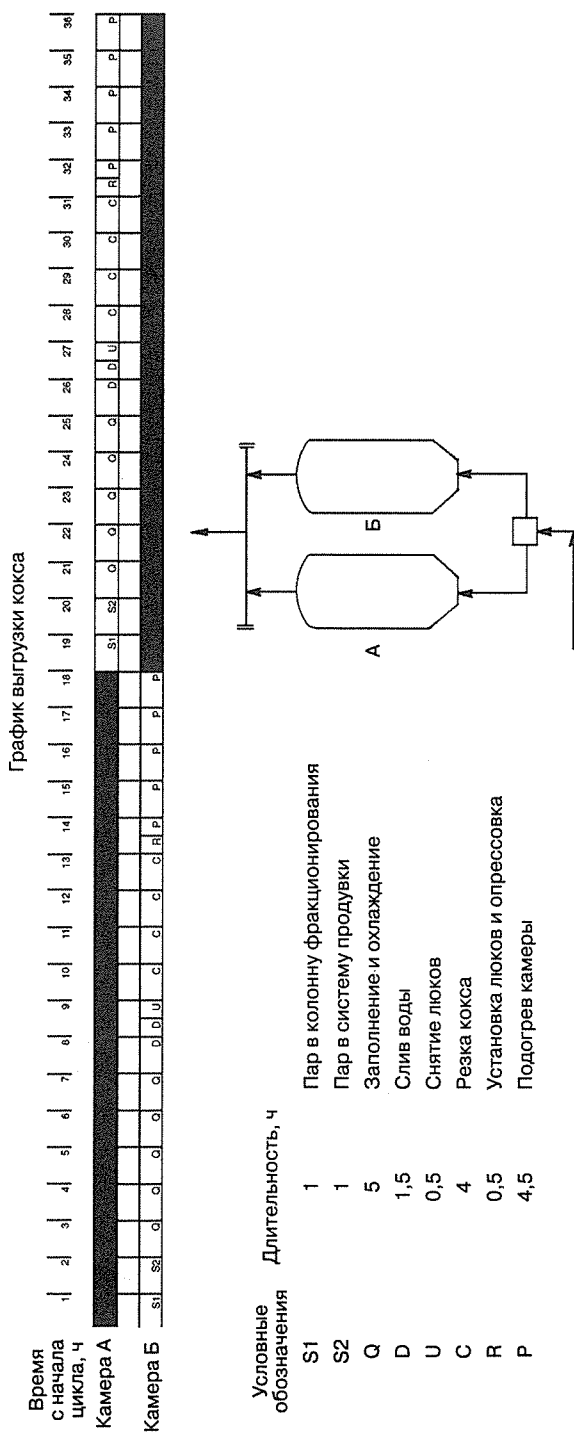 График выгрузки кокса
Время
с начала
цикла, ч
1 2 3 4 5 6 7 8 9 10 11 12 13 14 15 16 17 18 19 20 21 22 23 24 25 26 27 28 29 30 31 32 33 34 35 36
Камера А
S1 S2 Q Q Q Q Q D D U C C C C R P P P P P
Камера Б
S1 S2 Q Q Q Q Q D D U C C C C R P P P P P
Условные
обозначения
Длительность, ч
S1 1 Пар в колонну фракционирования
S2 1 Пар в систему продувки
Q 5 Заполнение и охлаждение
D 1,5 Слив воды
U 0,5 Снятие люков
C 4 Резка кокса
R 0,5 Установка люков и опрессовка
P 4,5 Подогрев камеры
А
Б